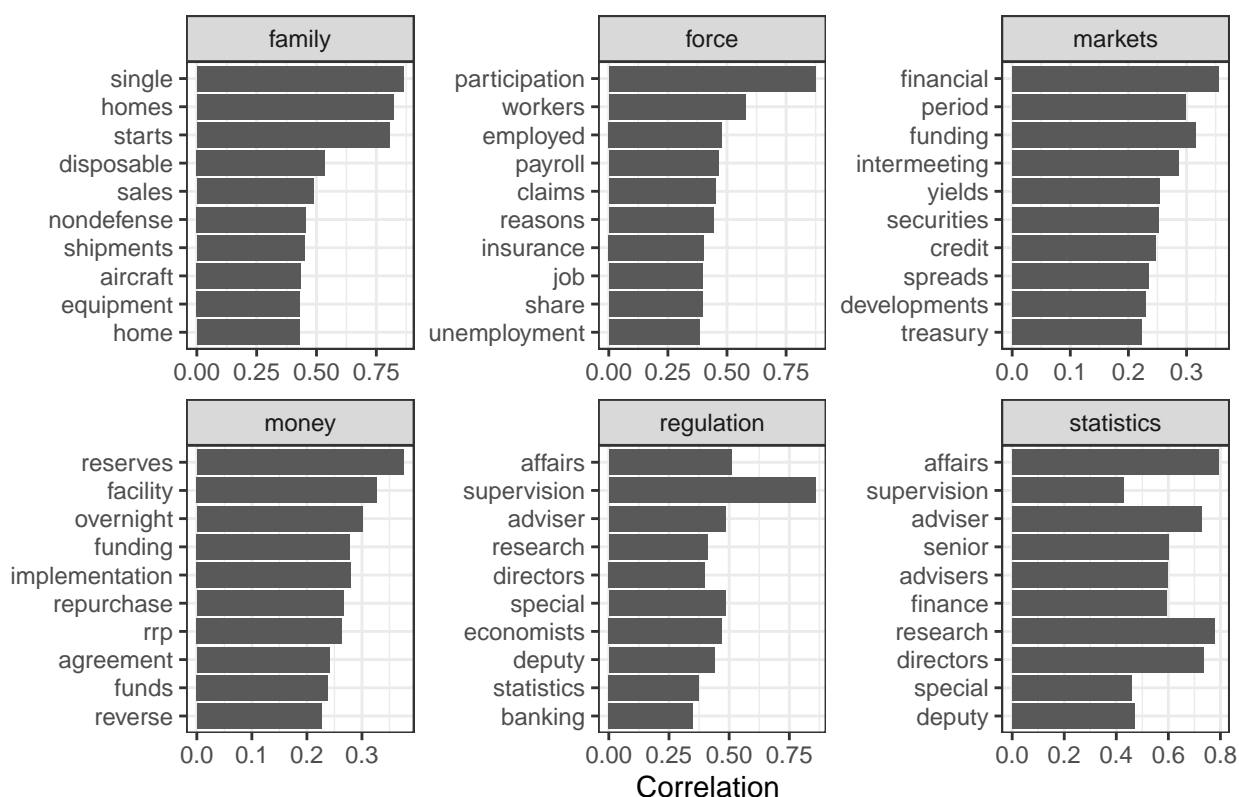 family
single
homes
starts
disposable
sales
nondefense
shipments
aircraft
equipment
home
0.00 0.25 0.50 0.75
force
participation
workers
employed
payroll
claims
reasons
insurance
job
share
unemployment
0.00 0.25 0.50 0.75
markets
financial
period
funding
intermeeting
yields
securities
credit
spreads
developments
treasury
0.0 0.1 0.2 0.3
money
reserves
facility
overnight
funding
implementation
repurchase
rrp
agreement
funds
reverse
0.0 0.1 0.2 0.3
regulation
affairs
supervision
adviser
research
directors
special
economists
deputy
statistics
banking
0.00 0.25 0.50 0.75
statistics
affairs
supervision
adviser
senior
advisers
finance
research
directors
special
deputy
0.0 0.2 0.4 0.6 0.8
Correlation